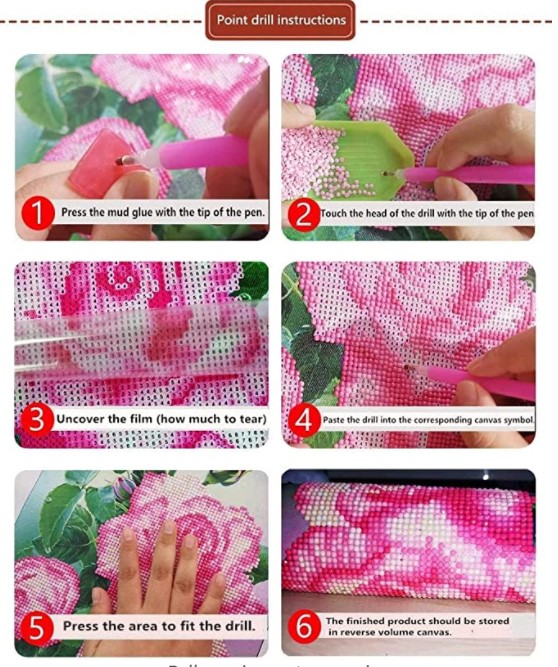 Point drill instructions
1 Press the mud glue with the tip of the pen.
2 Touch the head of the drill with the tip of the pen
3 Uncover the film (how much to tear)
4 Paste the drill into the corresponding canvas symbol.
5 Press the area to fit the drill.
6 The finished product should be stored
in reverse volume canvas.